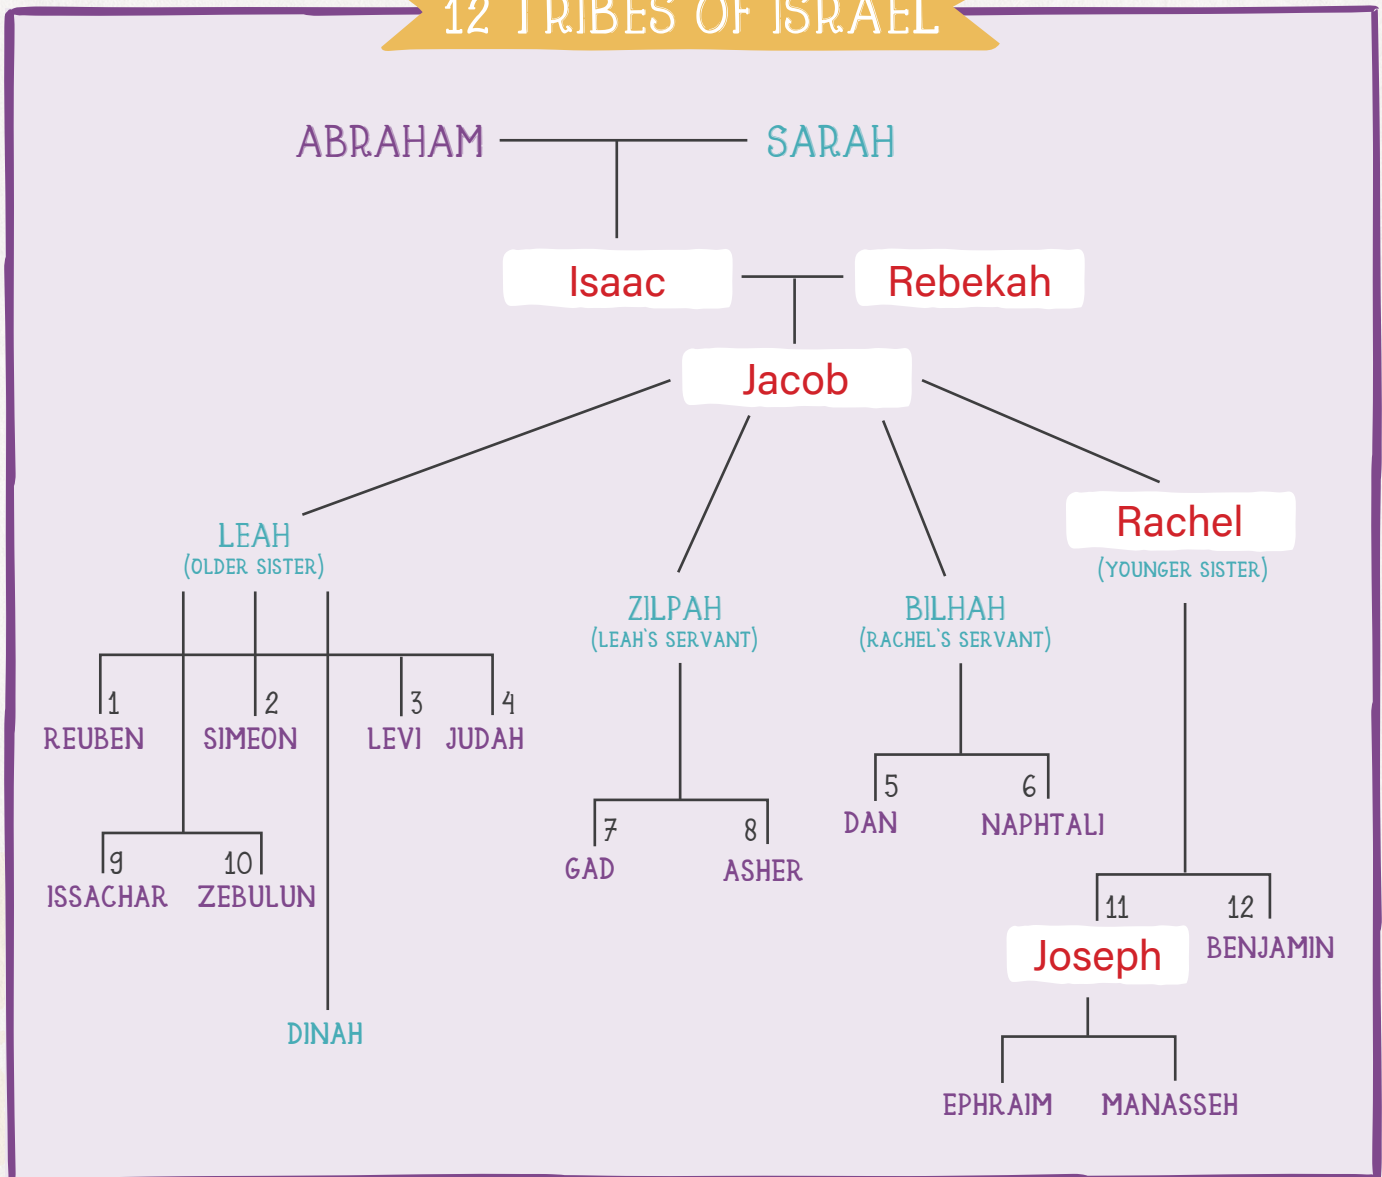 12 TRIBES OF ISRAEL
ABRAHAM SARAH
Isaac Rebekah
Jacob
LEAH
(OLDER SISTER)
Rachel
(YOUNGER SISTER)
ZILPAH
(LEAH'S SERVANT)
BILHAH
(RACHEL'S SERVANT)
1 2 3 4
REUBEN SIMEON LEVI JUDAH
5 6
DAN NAPHTALI
7 8
GAD ASHER
9 10
ISSACHAR ZEBULUN
11 12
Joseph BENJAMIN
DINAH
EPHRAIM MANASSEH